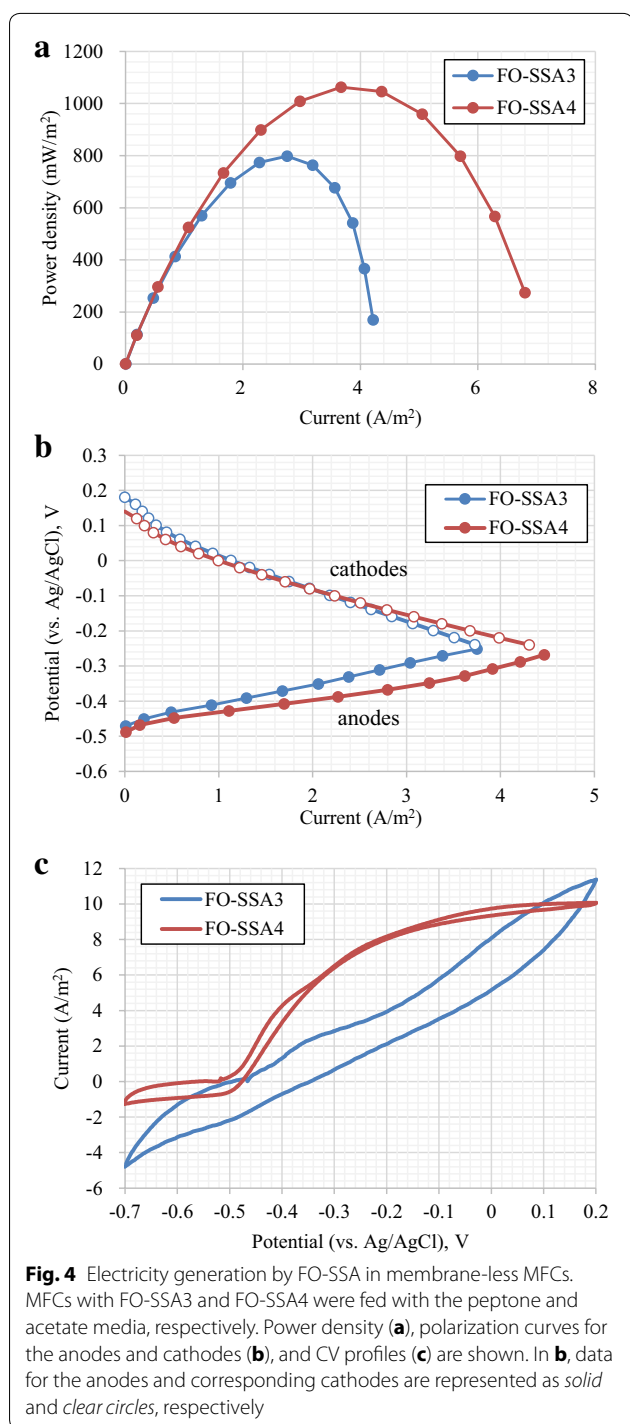 a
Power density (mW/m²)
1200
1000
800
600
400
200
0
FO-SSA3
FO-SSA4
0 2 4 6 8
Current (A/m²)
b
Potential (vs. Ag/AgCl), V
0.3
0.2
0.1
0
-0.1
-0.2
-0.3
-0.4
-0.5
-0.6
FO-SSA3
FO-SSA4
cathodes
anodes
0 1 2 3 4 5
Current (A/m²)
c
Current (A/m²)
12
10
8
6
4
2
0
-2
-4
-6
FO-SSA3
FO-SSA4
-0.7 -0.6 -0.5 -0.4 -0.3 -0.2 -0.1 0 0.1 0.2
Potential (vs. Ag/AgCl), V
Fig. 4 Electricity generation by FO-SSA in membrane-less MFCs.
MFCs with FO-SSA3 and FO-SSA4 were fed with the peptone and
acetate media, respectively. Power density (a), polarization curves for
the anodes and cathodes (b), and CV profiles (c) are shown. In b, data
for the anodes and corresponding cathodes are represented as solid
and clear circles, respectively